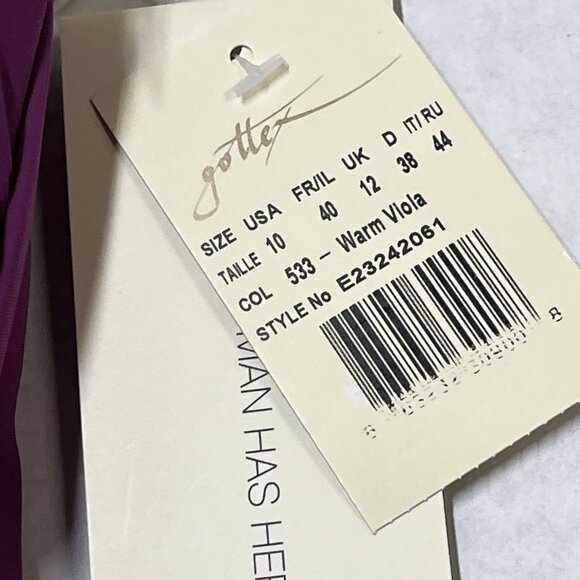 gottex
SIZE USA FR/IL UK D IT/RU
TAILLE 10 40 12 38 44
COL 533 – Warm Viola
STYLE No E23242061
MAN HAS HER